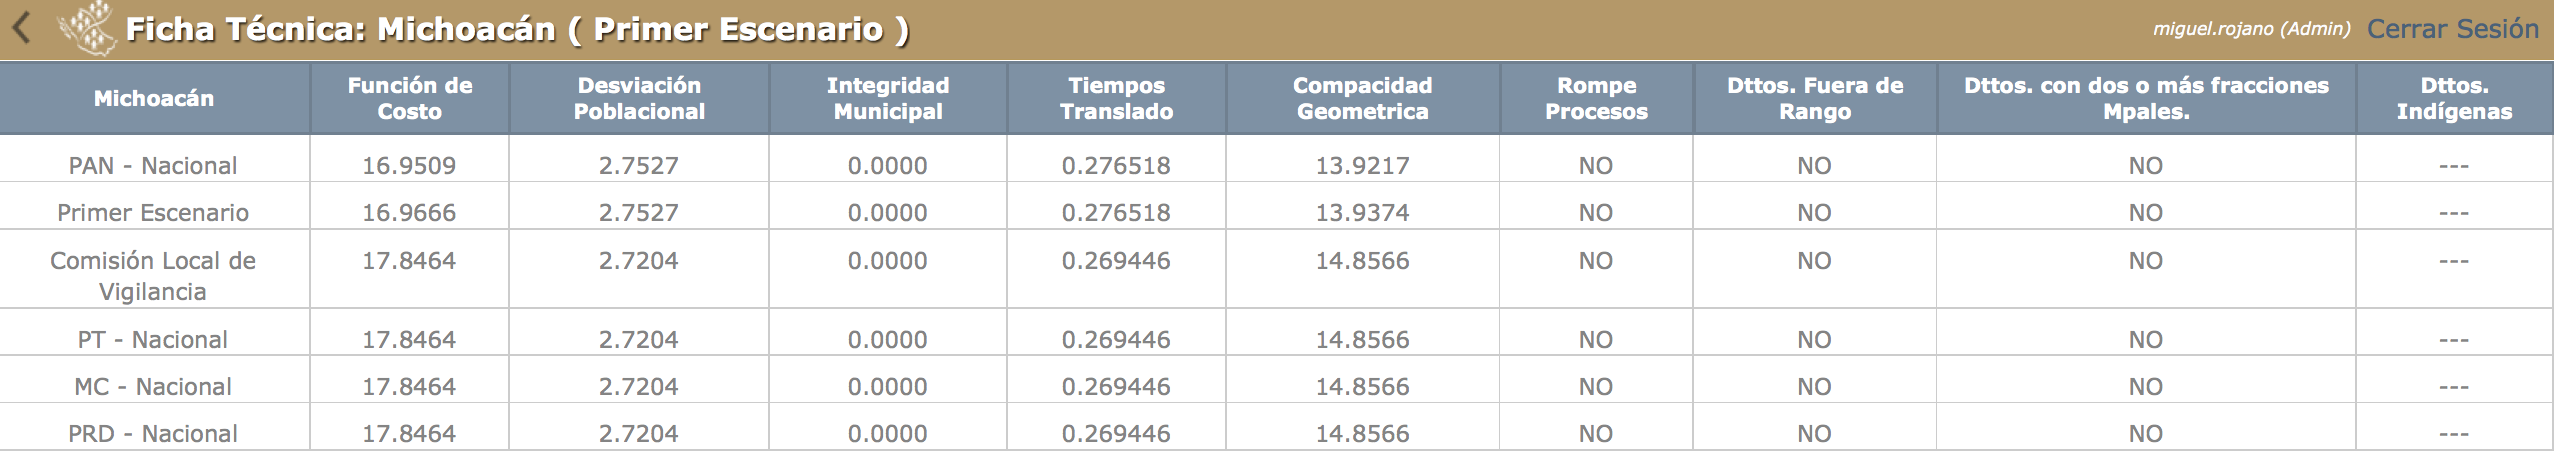 Ficha Técnica: Michoacán ( Primer Escenario ) miguel.rojano (Admin) Cerrar Sesión
Michoacán Función de Costo Desviación Poblacional Integridad Municipal Tiempos Translado Compacidad Geometrica Rompe Procesos Dttos. Fuera de Rango Dttos. con dos o más fracciones Mpales. Dttos. Indígenas
PAN - Nacional 16.9509 2.7527 0.0000 0.276518 13.9217 NO NO NO ---
Primer Escenario 16.9666 2.7527 0.0000 0.276518 13.9374 NO NO NO ---
Comisión Local de Vigilancia 17.8464 2.7204 0.0000 0.269446 14.8566 NO NO NO ---
PT - Nacional 17.8464 2.7204 0.0000 0.269446 14.8566 NO NO NO ---
MC - Nacional 17.8464 2.7204 0.0000 0.269446 14.8566 NO NO NO ---
PRD - Nacional 17.8464 2.7204 0.0000 0.269446 14.8566 NO NO NO ---